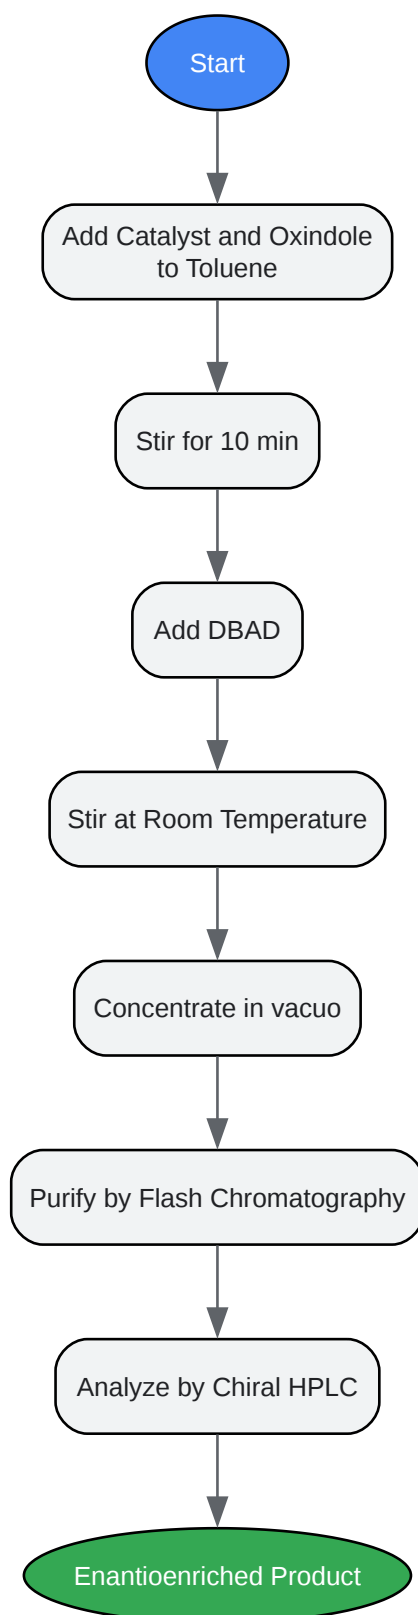 Start
Add Catalyst and Oxindole
to Toluene
Stir for 10 min
Add DBAD
Stir at Room Temperature
Concentrate in vacuo
Purify by Flash Chromatography
Analyze by Chiral HPLC
Enantioenriched Product